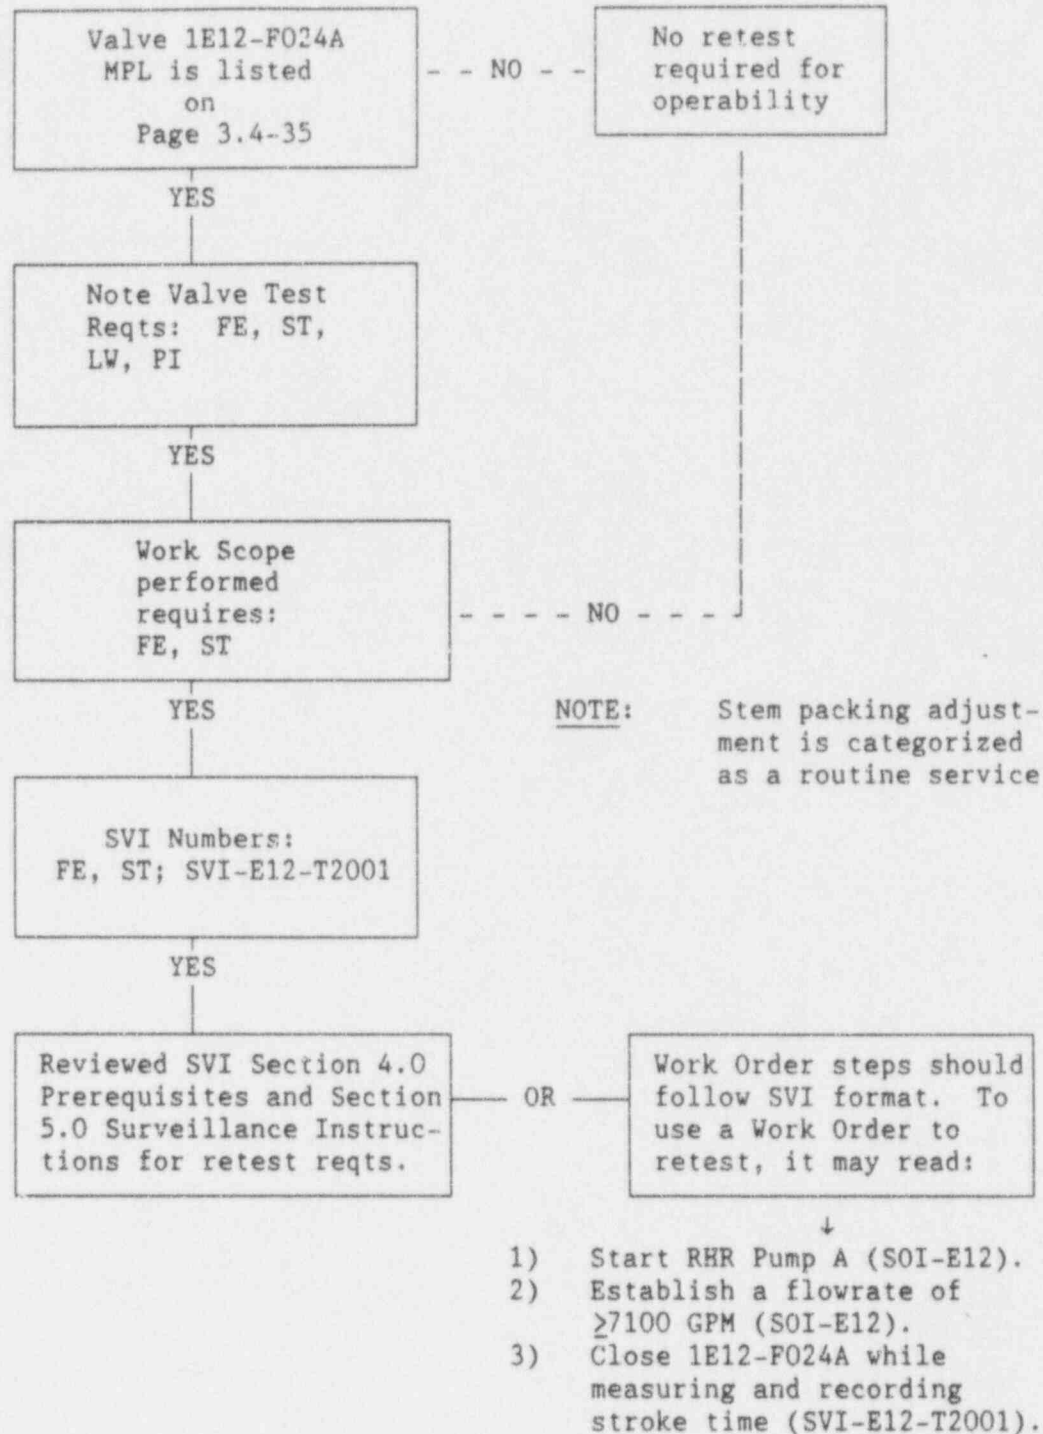 Valve 1E12-F024A
MPL is listed
on
Page 3.4-35
- - NO - -
No retest
required for
operability
YES
Note Valve Test
Reqts: FE, ST,
LW, PI
YES
Work Scope
performed
requires:
FE, ST
- - - - NO - - - -
YES
NOTE: Stem packing adjust-
ment is categorized
as a routine service
SVI Numbers:
FE, ST; SVI-E12-T2001
YES
Reviewed SVI Section 4.0
Prerequisites and Section
5.0 Surveillance Instruc-
tions for retest reqts.
OR
Work Order steps should
follow SVI format. To
use a Work Order to
retest, it may read:
↓
1) Start RHR Pump A (SOI-E12).
2) Establish a flowrate of
≥7100 GPM (SOI-E12).
3) Close 1E12-F024A while
measuring and recording
stroke time (SVI-E12-T2001).